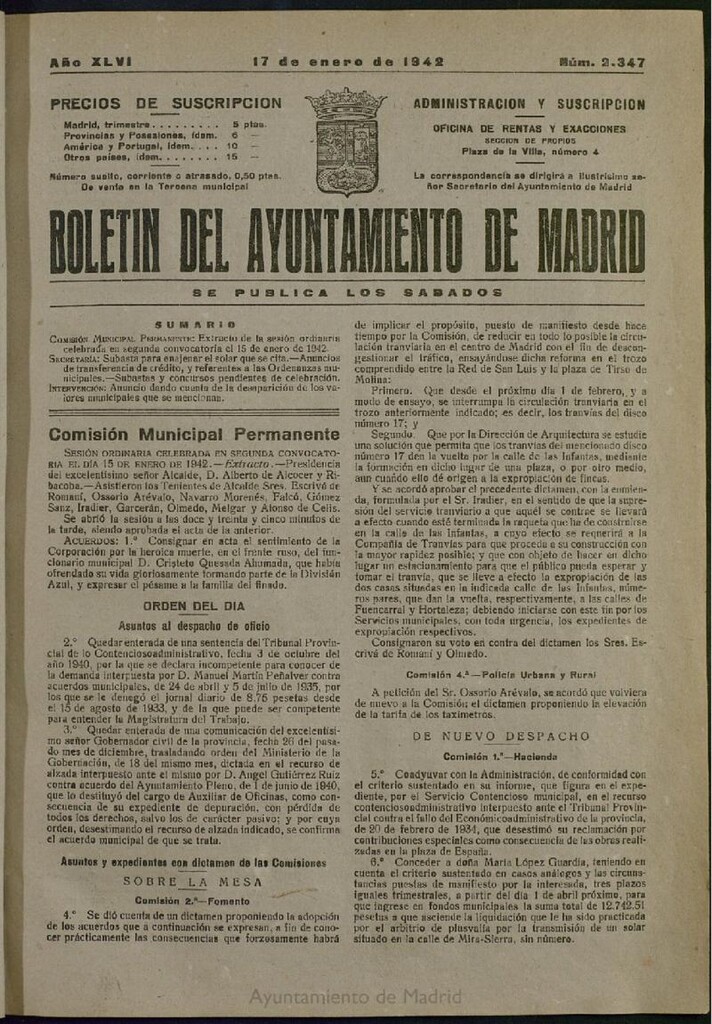 Año XLVI 17 de enero de 1942 Núm. 2.347
PRECIOS DE SUSCRIPCION
Madrid, trimestre.......... 5 ptas.
Provincias y Posesiones, ídem. 6 —
América y Portugal, ídem.... 10 —
Otros países, ídem......... 15 —
Número suelto, corriente o atrasado, 0,50 ptas.
De venta en la Tercena municipal
ADMINISTRACION Y SUSCRIPCION
OFICINA DE RENTAS Y EXACCIONES
SECCION DE PROPIOS
Plaza de la Villa, número 4
La correspondencia se dirigirá a ilustrísimo se-
ñor Secretario del Ayuntamiento de Madrid
BOLETIN DEL AYUNTAMIENTO DE MADRID
SE PUBLICA LOS SABADOS
SUMARIO
COMISIÓN MUNICIPAL PERMANENTE: Extracto de la sesión ordinaria
celebrada en segunda convocatoria el 15 de enero de 1942.
SECRETARÍA: Subasta para enajenar el solar que se cita.—Anuncios
de transferencia de crédito, y referentes a las Ordenanzas mu-
nicipales.—Subastas y concursos pendientes de celebración.
INTERVENCIÓN: Anuncio dando cuenta de la desaparición de los va-
lores municipales que se mencionan.
Comisión Municipal Permanente
SESIÓN ORDINARIA CELEBRADA EN SEGUNDA CONVOCATO-
RIA EL DÍA 15 DE ENERO DE 1942.—Extracto.—Presidencia
del excelentísimo señor Alcalde, D. Alberto de Alcocer y Ri-
bacoba.—Asistieron los Tenientes de Alcalde Sres. Escrivá de
Romaní, Ossorio Arévalo, Navarro Morenés, Falcó, Gómez
Sanz, Iradier, Garcerán, Olmedo, Melgar y Alonso de Celis.
Se abrió la sesión a las doce y treinta y cinco minutos de
la tarde, siendo aprobada el acta de la anterior.
ACUERDOS: 1.º Consignar en acta el sentimiento de la
Corporación por la heroica muerte, en el frente ruso, del fun-
cionario municipal D. Cristeto Quesada Ahumada, que había
ofrendado su vida gloriosamente formando parte de la División
Azul, y expresar el pésame a la familia del finado.
ORDEN DEL DIA
Asuntos al despacho de oficio
2.º Quedar enterada de una sentencia del Tribunal Provin-
cial de lo Contenciosoadministrativo, fecha 3 de octubre del
año 1940, por la que se declara incompetente para conocer de
la demanda interpuesta por D. Manuel Martín Peñalver contra
acuerdos municipales, de 24 de abril y 5 de julio de 1935, por
los que se le denegó el jornal diario de 8,75 pesetas desde
el 15 de agosto de 1933, y de la que puede ser competente
para entender la Magistratura del Trabajo.
3.º Quedar enterada de una comunicación del excelentísi-
mo señor Gobernador civil de la provincia, fecha 26 del pasa-
do mes de diciembre, trasladando orden del Ministerio de la
Gobernación, de 18 del mismo mes, dictada en el recurso de
alzada interpuesto ante el mismo por D. Angel Gutiérrez Ruiz
contra acuerdo del Ayuntamiento Pleno, de 1 de junio de 1940,
que lo destituyó del cargo de Auxiliar de Oficinas, como con-
secuencia de su expediente de depuración, con pérdida de
todos los derechos, salvo los de carácter pasivo; y por cuya
orden, desestimando el recurso de alzada indicado, se confirma
el acuerdo municipal de que se trata.
Asuntos y expedientes con dictamen de las Comisiones
SOBRE LA MESA
Comisión 2.ª—Fomento
4.º Se dió cuenta de un dictamen proponiendo la adopción
de los acuerdos que a continuación se expresan, a fin de cono-
cer prácticamente las consecuencias que forzosamente habrá
de implicar el propósito, puesto de manifiesto desde hace
tiempo por la Comisión, de reducir en todo lo posible la circu-
lación tranviaria en el centro de Madrid con el fin de descon-
gestionar el tráfico, ensayándose dicha reforma en el trozo
comprendido entre la Red de San Luis y la plaza de Tirso de
Molina:
Primero. Que desde el próximo día 1 de febrero, y a
modo de ensayo, se interrumpa la circulación tranviaria en el
trozo anteriormente indicado; es decir, los tranvías del disco
número 17; y
Segundo. Que por la Dirección de Arquitectura se estudie
una solución que permita que los tranvías del mencionado disco
número 17 den la vuelta por la calle de las Infantas, mediante
la formación en dicho lugar de una plaza, o por otro medio,
aun cuando ello dé origen a la expropiación de fincas.
Y se acordó aprobar el precedente dictamen, con la enmien-
da, formulada por el Sr. Iradier, en el sentido de que la supre-
sión del servicio tranviario a que aquél se contrae se llevará
a efecto cuando esté terminada la raqueta que ha de construirse
en la calle de las Infantas, a cuyo efecto se requerirá a la
Compañía de Tranvías para que proceda a su construcción con
la mayor rapidez posible; y que con objeto de hacer en dicho
lugar un estacionamiento para que el público pueda esperar y
tomar el tranvía, que se lleve a efecto la expropiación de las
dos casas situadas en la indicada calle de las Infantas, núme-
ros pares, que dan la vuelta, respectivamente, a las calles de
Fuencarral y Hortaleza; debiendo iniciarse con este fin por los
Servicios municipales, con toda urgencia, los expedientes de
expropiación respectivos.
Consignaron su voto en contra del dictamen los Sres. Es-
crivá de Romaní y Olmedo.
Comisión 4.ª—Policía Urbana y Rural
A petición del Sr. Ossorio Arévalo, se acordó que volviera
de nuevo a la Comisión; el dictamen proponiendo la elevación
de la tarifa de los taxímetros.
DE NUEVO DESPACHO
Comisión 1.ª—Hacienda
5.º Coadyuvar con la Administración, de conformidad con
el criterio sustentado en su informe, que figura en el expe-
diente, por el Servicio Contencioso municipal, en el recurso
contenciosoadministrativo interpuesto ante el Tribunal Provin-
cial contra el fallo del Económicoadministrativo de la provincia,
de 20 de febrero de 1934, que desestimó su reclamación por
contribuciones especiales como consecuencia de las obras reali-
zadas en la plaza de España.
6.º Conceder a doña María López Guardia, teniendo en
cuenta el criterio sustentado en casos análogos y las circuns-
tancias puestas de manifiesto por la interesada, tres plazos
iguales trimestrales, a partir del día 1 de abril próximo, para
que ingrese en fondos municipales la suma total de 12.742,51
pesetas a que asciende la liquidación que le ha sido practicada
por el arbitrio de plusvalía por la transmisión de un solar
situado en la calle de Mira-Sierra, sin número.
Ayuntamiento de Madrid